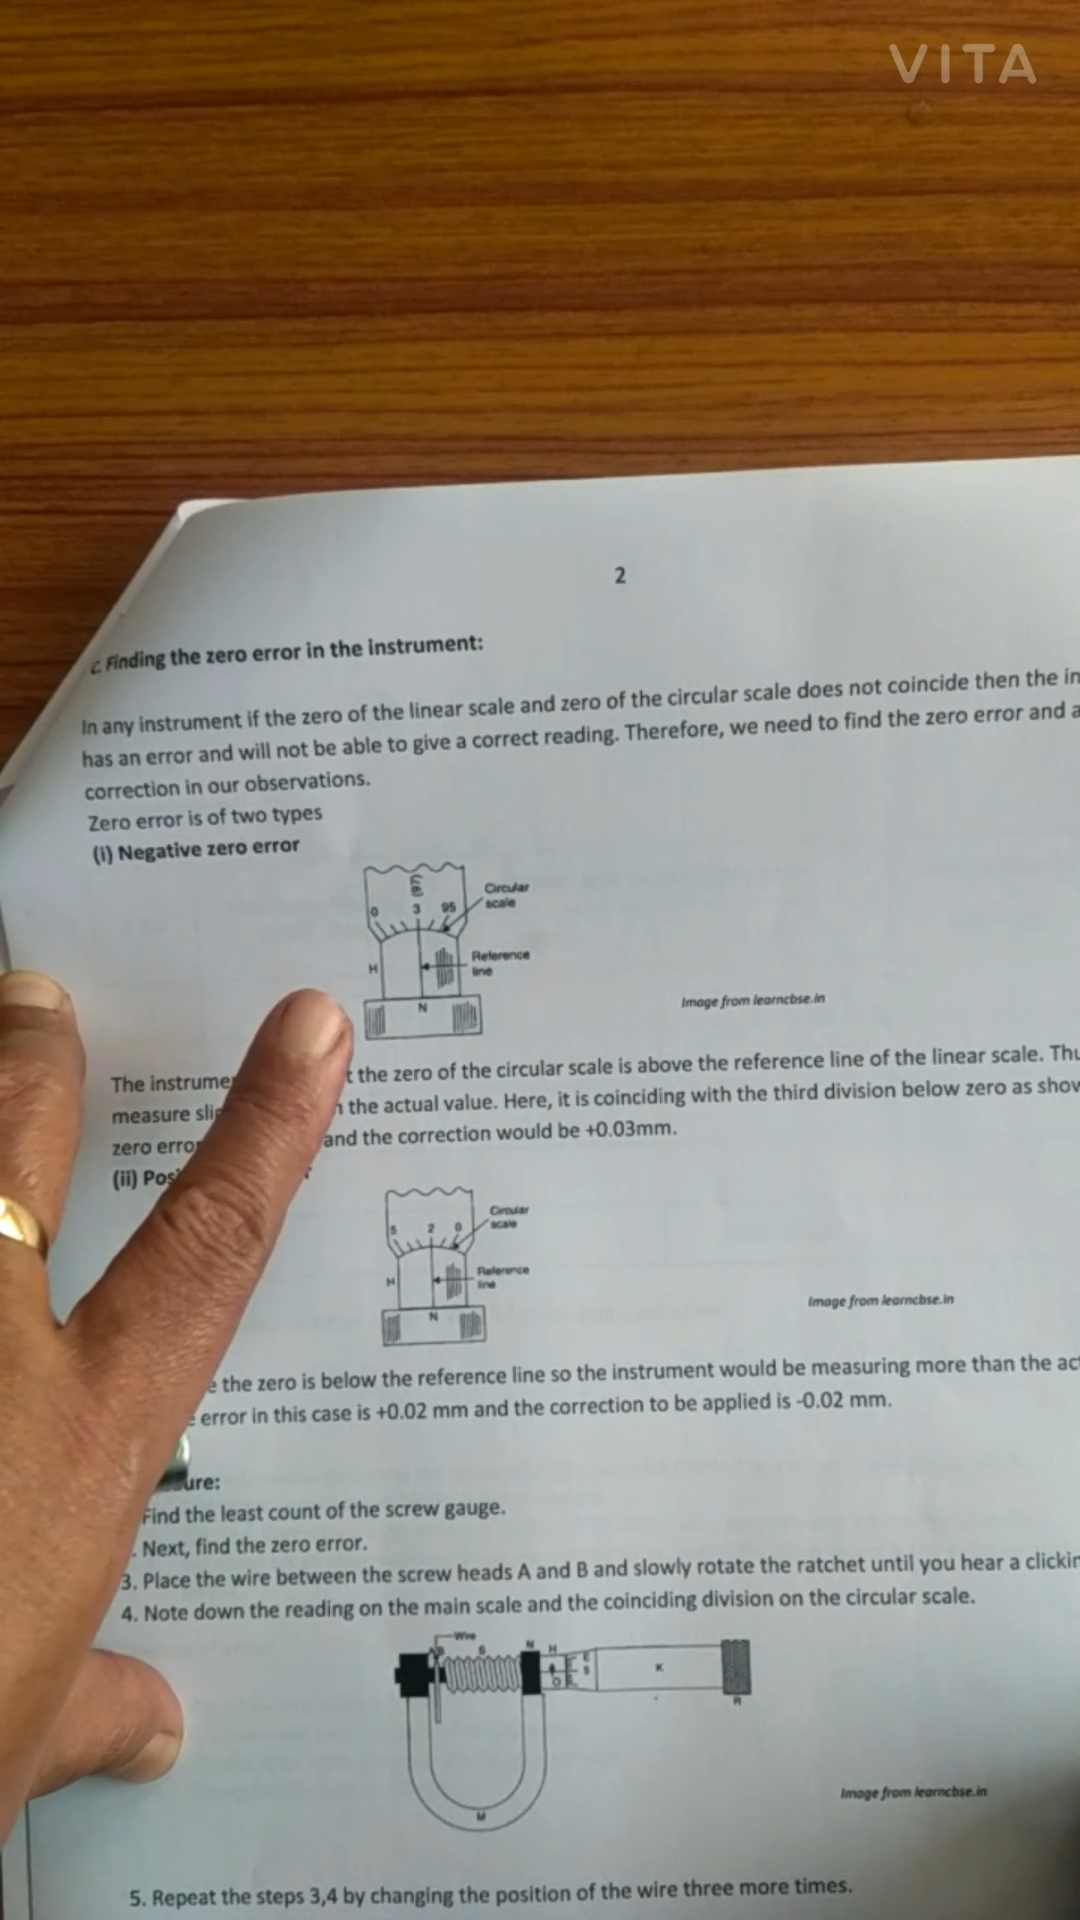 VITA
2
c. Finding the zero error in the instrument:
In any instrument if the zero of the linear scale and zero of the circular scale does not coincide then the in
has an error and will not be able to give a correct reading. Therefore, we need to find the zero error and a
correction in our observations.
Zero error is of two types
(i) Negative zero error
0 3 95
Circular
scale
H
Reference
line
N
Image from learncbse.in
The instrume t the zero of the circular scale is above the reference line of the linear scale. Thu
measure sli the actual value. Here, it is coinciding with the third division below zero as show
zero erro and the correction would be +0.03mm.
(ii) Pos
5 2 0
Circular
scale
H
Reference
line
N
Image from learncbse.in
e the zero is below the reference line so the instrument would be measuring more than the act
error in this case is +0.02 mm and the correction to be applied is -0.02 mm.
ure:
Find the least count of the screw gauge.
. Next, find the zero error.
3. Place the wire between the screw heads A and B and slowly rotate the ratchet until you hear a clickin
4. Note down the reading on the main scale and the coinciding division on the circular scale.
Wire
A B S N H
K
R
M
Image from learncbse.in
5. Repeat the steps 3,4 by changing the position of the wire three more times.